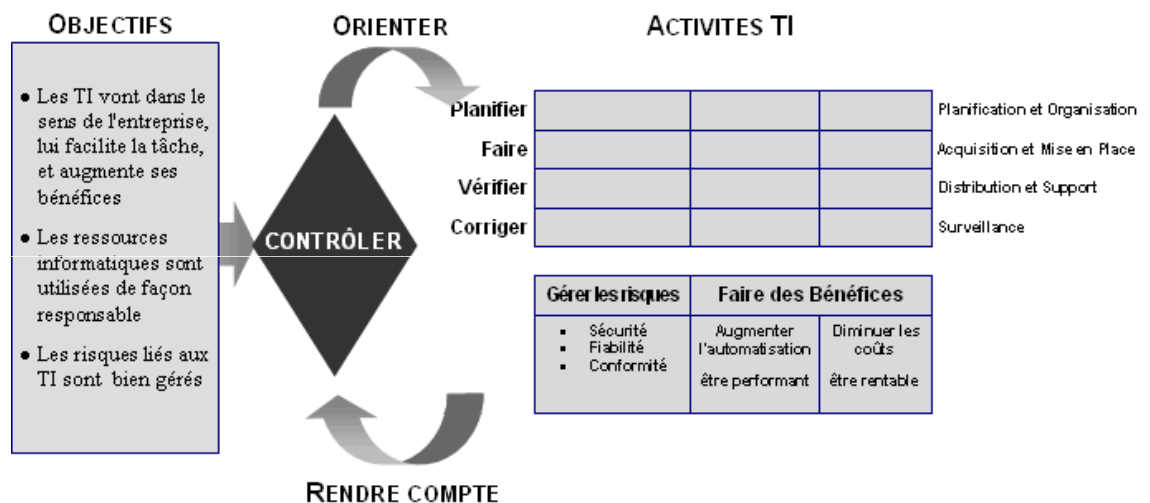 OBJECTIFS
● Les TI vont dans le
sens de l'entreprise,
lui facilite la tâche,
et augmente ses
bénéfices
● Les ressources
informatiques sont
utilisées de façon
responsable
● Les risques liés aux
TI sont bien gérés
ORIENTER
CONTRÔLER
RENDRE COMPTE
ACTIVITES TI
Planifier Planification et Organisation
Faire Acquisition et Mise en Place
Vérifier Distribution et Support
Corriger Surveillance
Gérer les risques Faire des Bénéfices
▪ Sécurité
▪ Fiabilité
▪ Conformité
Augmenter
l'automatisation
être performant
Diminuer les
coûts
être rentable